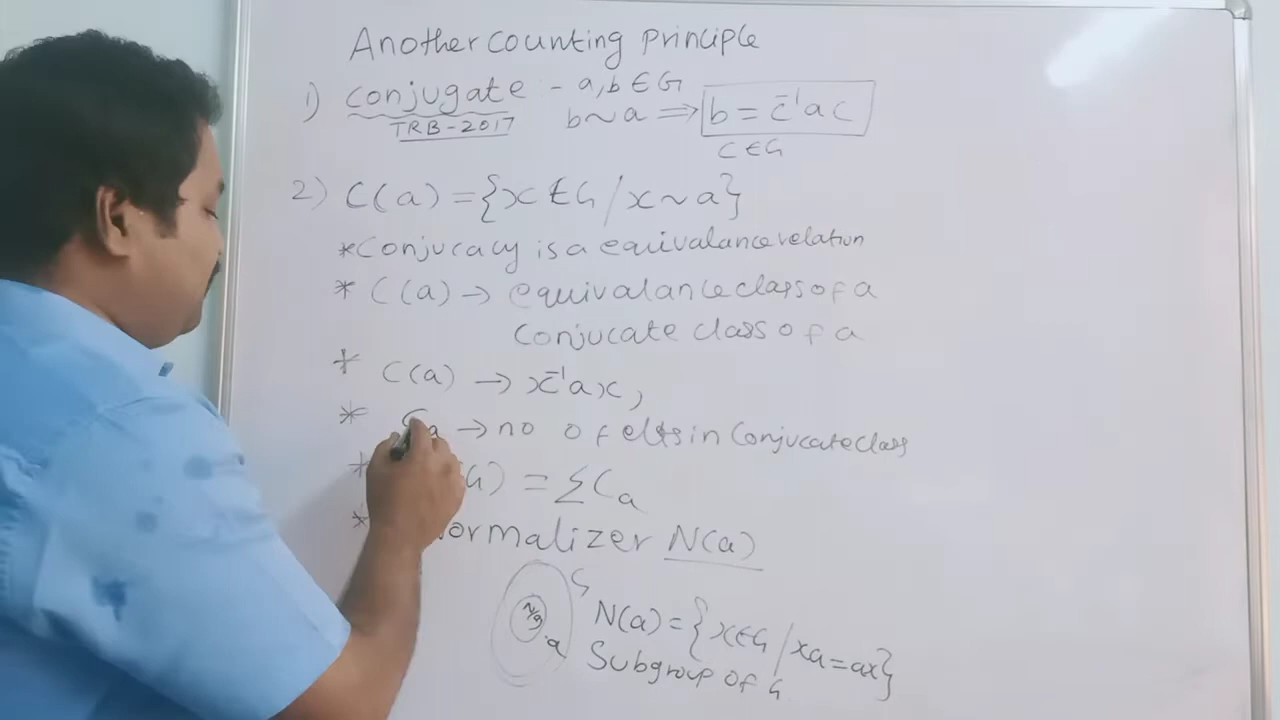 Another counting principle
1) conjugate - a,b ∈ G
TRB-2017 b ~ a ⟹ b = c⁻¹ac
c ∈ G
2) C(a) = {x ∈ G / x ~ a}
* Conjucacy is a equivalance relation
* C(a) → equivalance class of a
Conjucate class of a
* C(a) → x⁻¹ax,
* Ca → no of elts in Conjucate class
* G) = ΣCa
* Normalizer N(a)
G
N(a) = {x∈G / xa = ax}
a
Subgroup of G